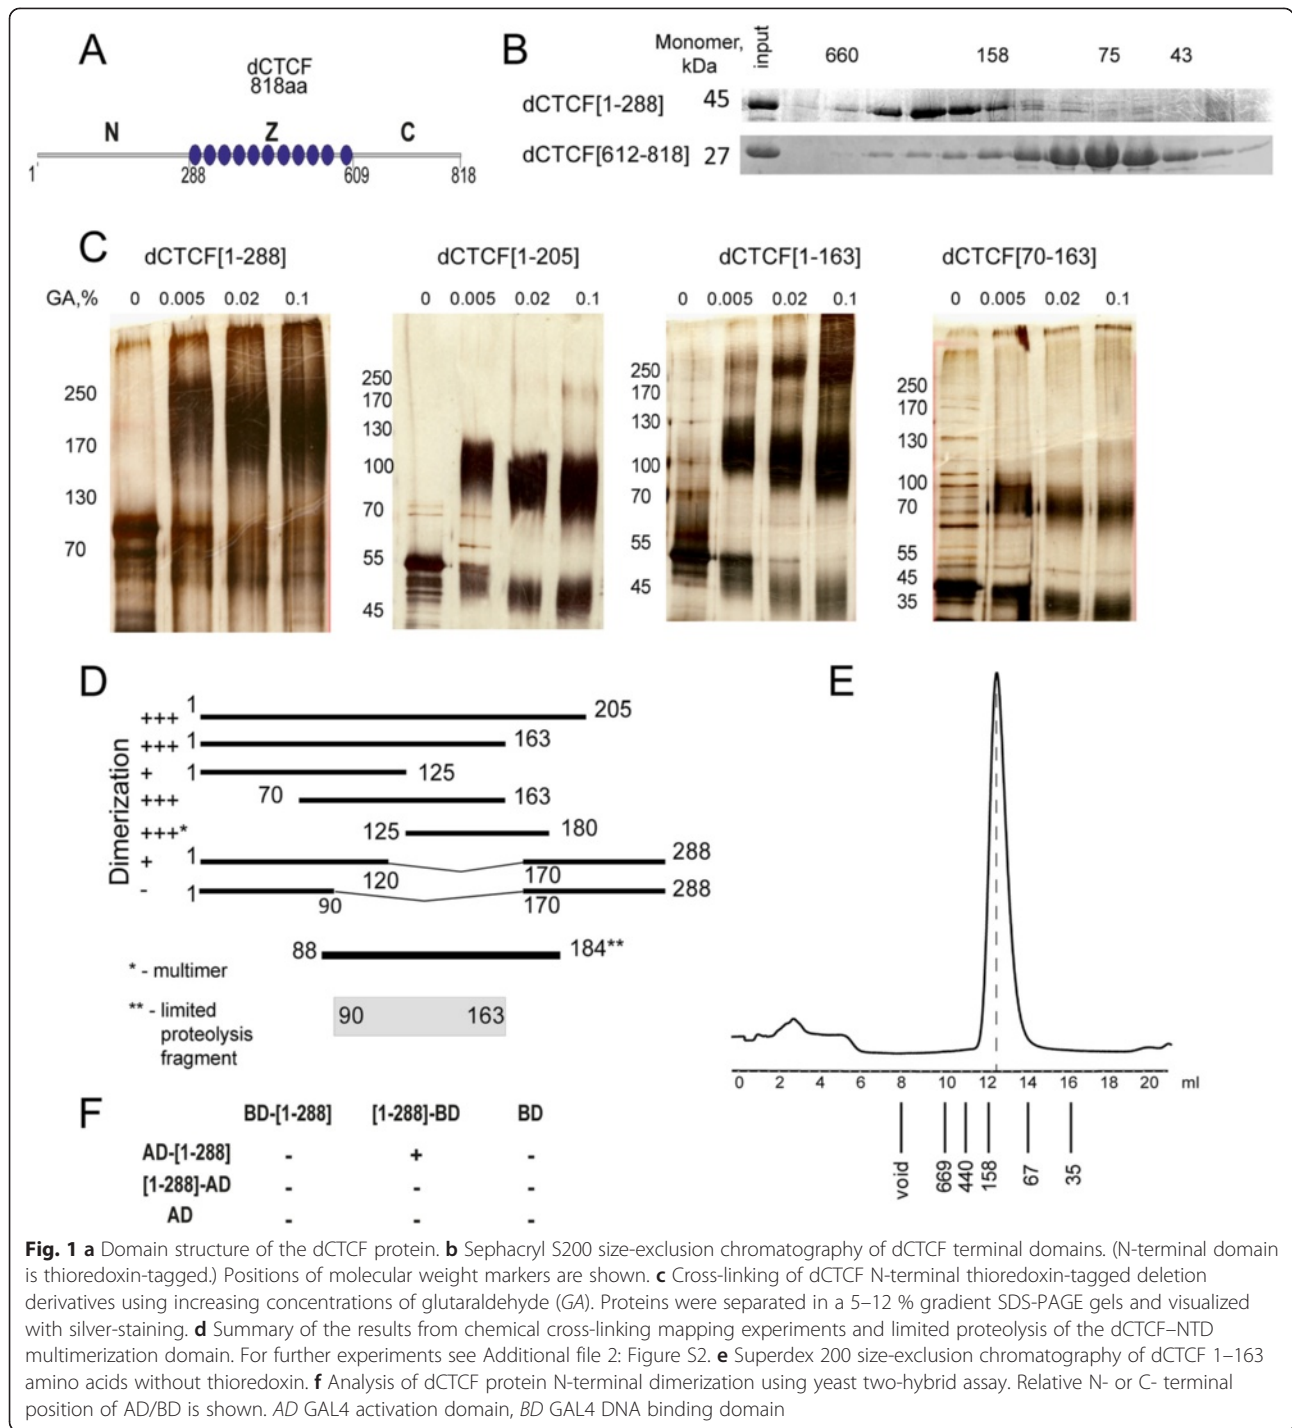 A
dCTCF
818aa
N Z C
1 288 609 818
B
Monomer, kDa input 660 158 75 43
dCTCF[1-288] 45
dCTCF[612-818] 27
C
dCTCF[1-288] dCTCF[1-205] dCTCF[1-163] dCTCF[70-163]
GA,% 0 0.005 0.02 0.1 0 0.005 0.02 0.1 0 0.005 0.02 0.1 0 0.005 0.02 0.1
250
170
130
70
250
170
130
100
70
55
45
250
170
130
100
70
55
45
250
170
130
100
70
55
45
35
D
Dimerization
+++ 1 205
+++ 1 163
+ 1 125
+++ 70 163
+++* 125 180
+ 1 120 170 288
- 1 90 170 288
88 184**
* - multimer
** - limited
proteolysis
fragment
90 163
E
0 2 4 6 8 10 12 14 16 18 20 ml
void 669 440 158 67 35
F
BD-[1-288] [1-288]-BD BD
AD-[1-288] - + -
[1-288]-AD - - -
AD - - -
Fig. 1 a Domain structure of the dCTCF protein. b Sephacryl S200 size-exclusion chromatography of dCTCF terminal domains. (N-terminal domain
is thioredoxin-tagged.) Positions of molecular weight markers are shown. c Cross-linking of dCTCF N-terminal thioredoxin-tagged deletion
derivatives using increasing concentrations of glutaraldehyde (GA). Proteins were separated in a 5–12 % gradient SDS-PAGE gels and visualized
with silver-staining. d Summary of the results from chemical cross-linking mapping experiments and limited proteolysis of the dCTCF–NTD
multimerization domain. For further experiments see Additional file 2: Figure S2. e Superdex 200 size-exclusion chromatography of dCTCF 1–163
amino acids without thioredoxin. f Analysis of dCTCF protein N-terminal dimerization using yeast two-hybrid assay. Relative N- or C- terminal
position of AD/BD is shown. AD GAL4 activation domain, BD GAL4 DNA binding domain